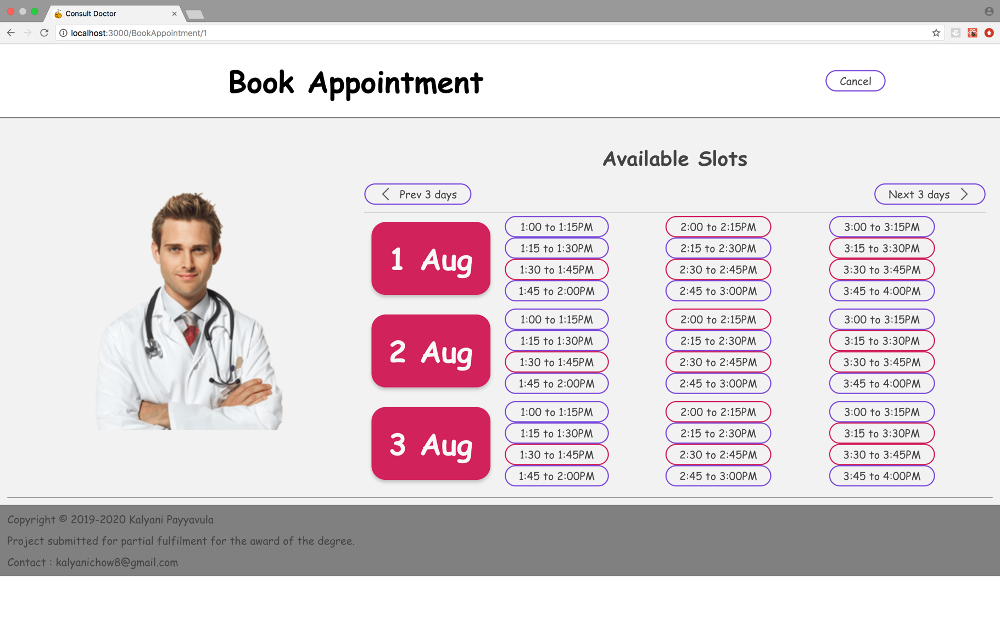 Consult Doctor
localhost:3000/BookAppointment/1
Book Appointment
Cancel
Available Slots
Prev 3 days
Next 3 days
1 Aug
1:00 to 1:15PM
2:00 to 2:15PM
3:00 to 3:15PM
1:15 to 1:30PM
2:15 to 2:30PM
3:15 to 3:30PM
1:30 to 1:45PM
2:30 to 2:45PM
3:30 to 3:45PM
1:45 to 2:00PM
2:45 to 3:00PM
3:45 to 4:00PM
2 Aug
1:00 to 1:15PM
2:00 to 2:15PM
3:00 to 3:15PM
1:15 to 1:30PM
2:15 to 2:30PM
3:15 to 3:30PM
1:30 to 1:45PM
2:30 to 2:45PM
3:30 to 3:45PM
1:45 to 2:00PM
2:45 to 3:00PM
3:45 to 4:00PM
3 Aug
1:00 to 1:15PM
2:00 to 2:15PM
3:00 to 3:15PM
1:15 to 1:30PM
2:15 to 2:30PM
3:15 to 3:30PM
1:30 to 1:45PM
2:30 to 2:45PM
3:30 to 3:45PM
1:45 to 2:00PM
2:45 to 3:00PM
3:45 to 4:00PM
Copyright © 2019-2020 Kalyani Payyavula
Project submitted for partial fulfilment for the award of the degree.
Contact : kalyanichow8@gmail.com